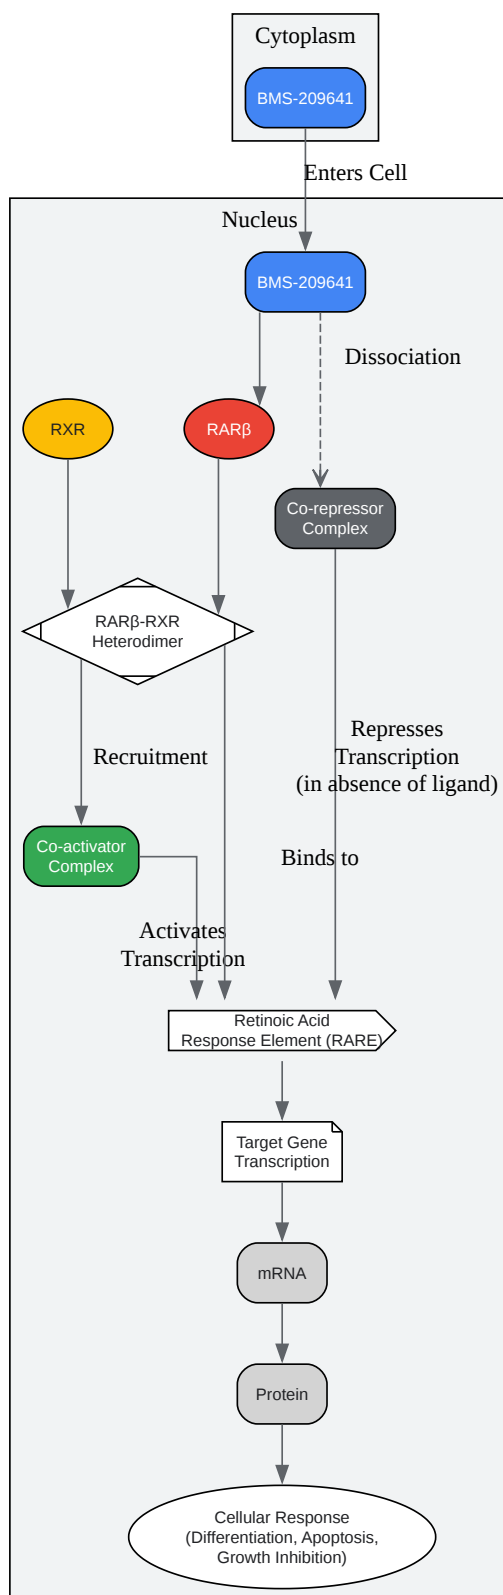 Cytoplasm
BMS-209641
Enters Cell
Nucleus
BMS-209641
Dissociation
RXR
RARβ
Co-repressor
Complex
RARβ-RXR
Heterodimer
Represses
Transcription
(in absence of ligand)
Recruitment
Co-activator
Complex
Binds to
Activates
Transcription
Retinoic Acid
Response Element (RARE)
Target Gene
Transcription
mRNA
Protein
Cellular Response
(Differentiation, Apoptosis,
Growth Inhibition)